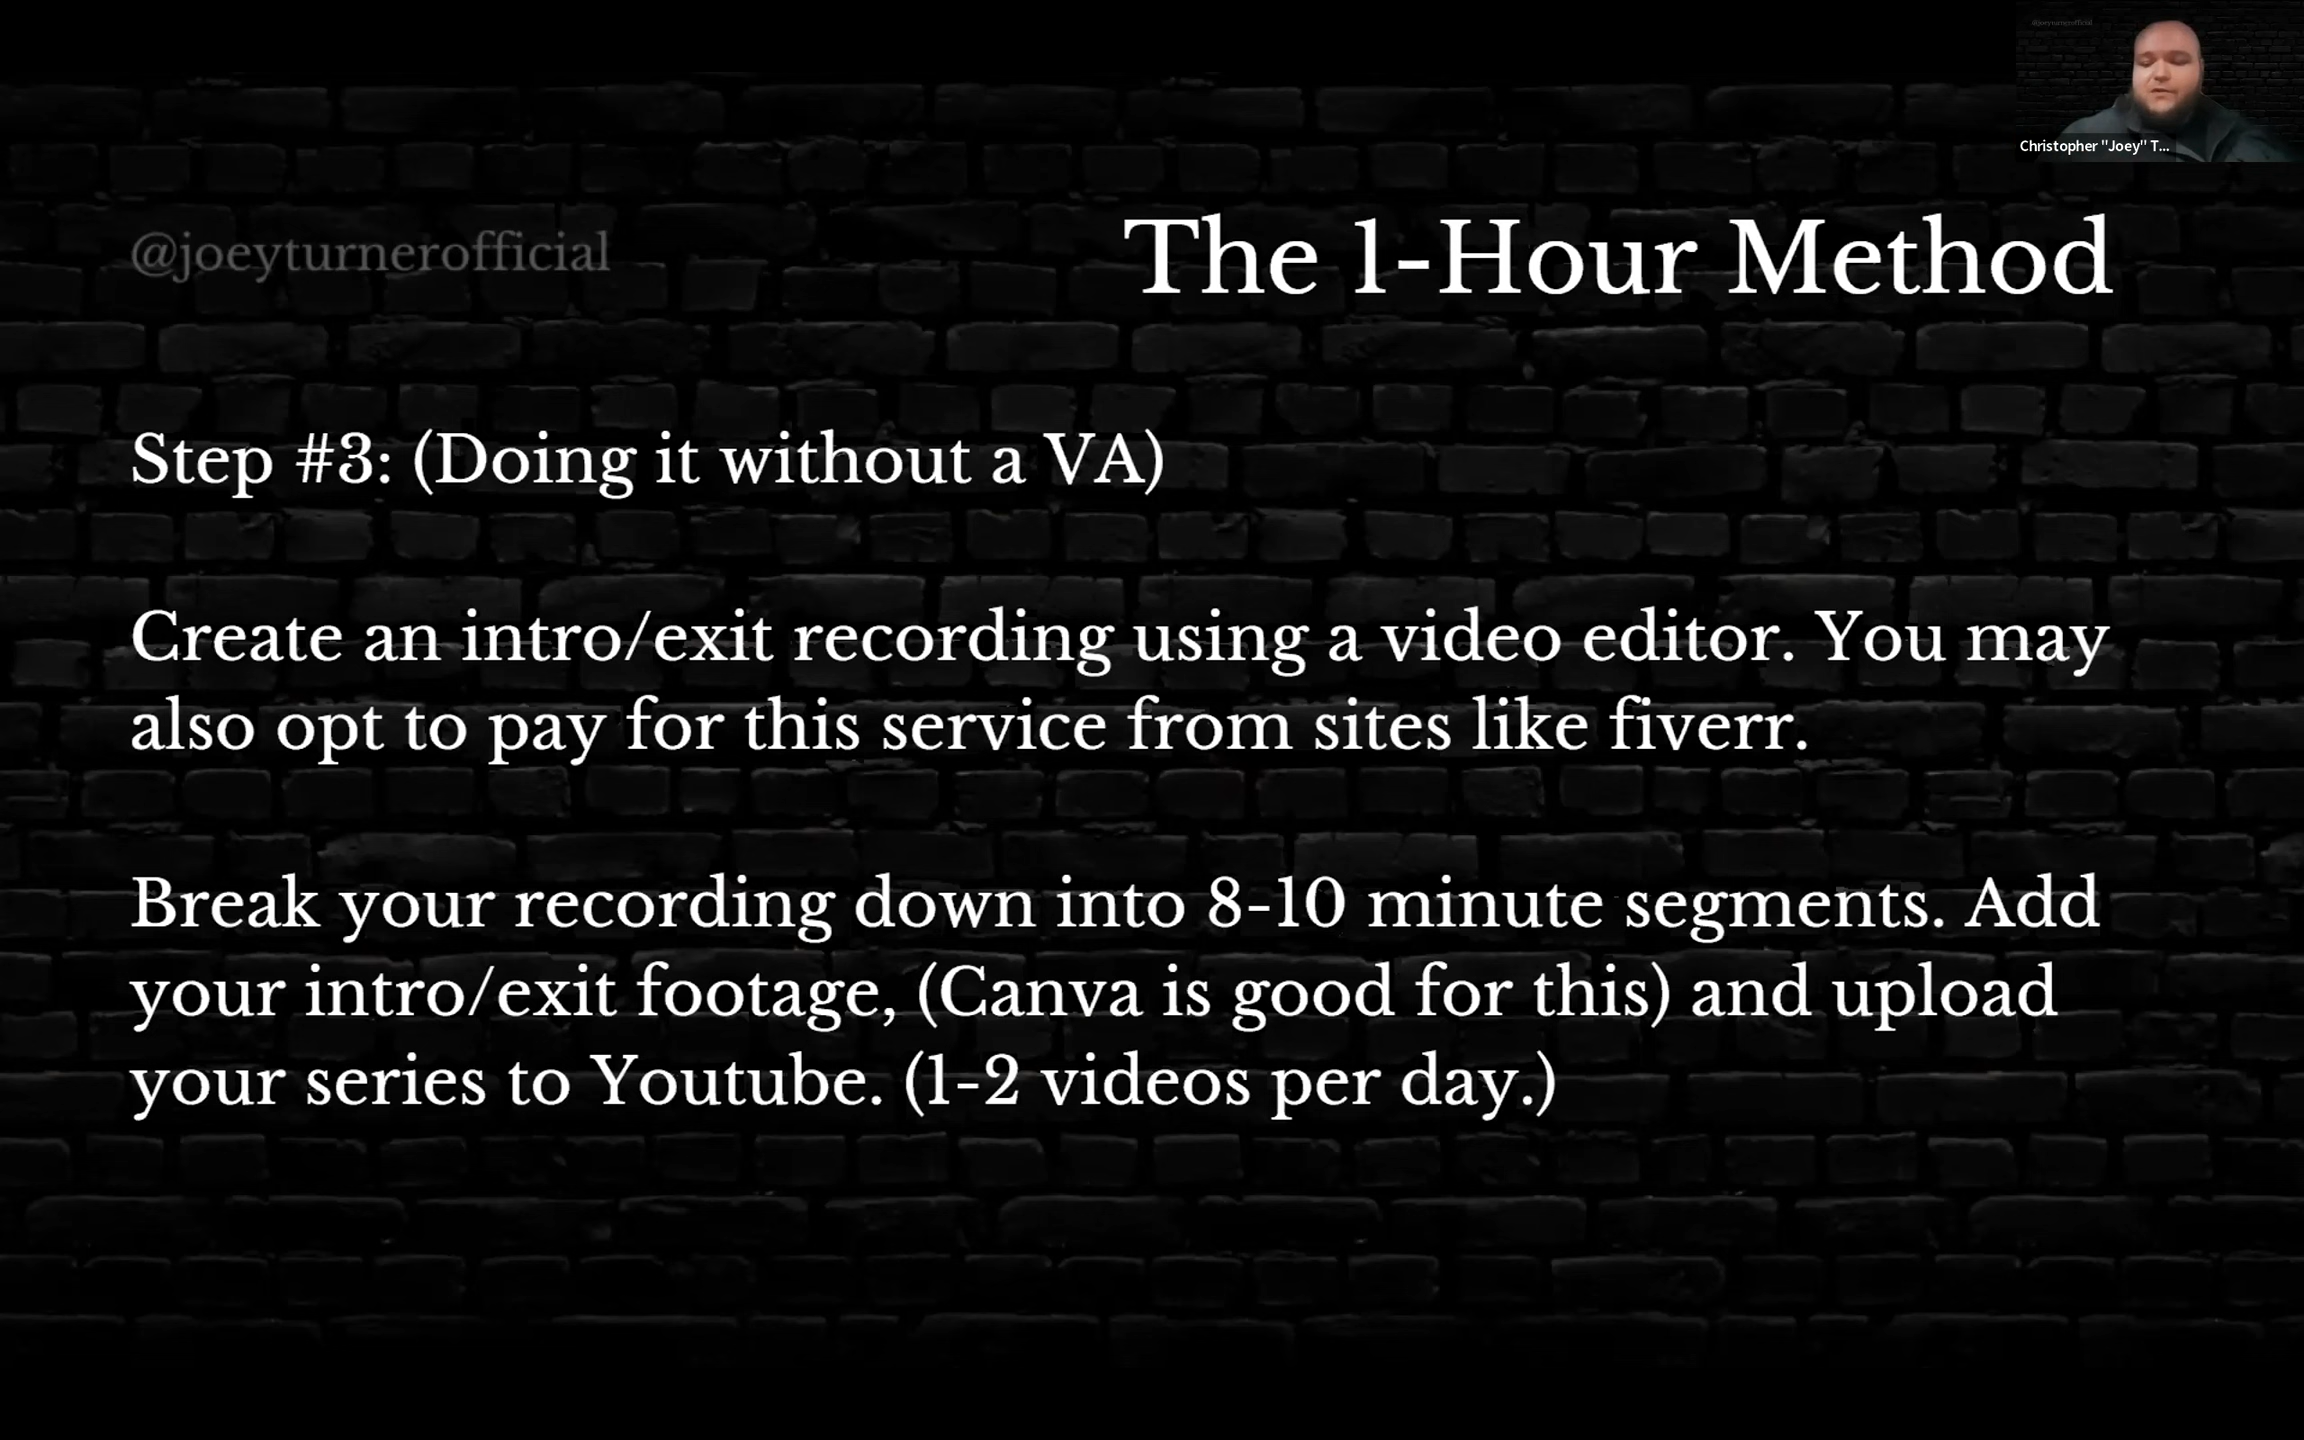 @joeyturnerofficial
Christopher "Joey" T...
@joeyturnerofficial
The 1-Hour Method
Step #3: (Doing it without a VA)
Create an intro/exit recording using a video editor. You may
also opt to pay for this service from sites like fiverr.
Break your recording down into 8-10 minute segments. Add
your intro/exit footage, (Canva is good for this) and upload
your series to Youtube. (1-2 videos per day.)